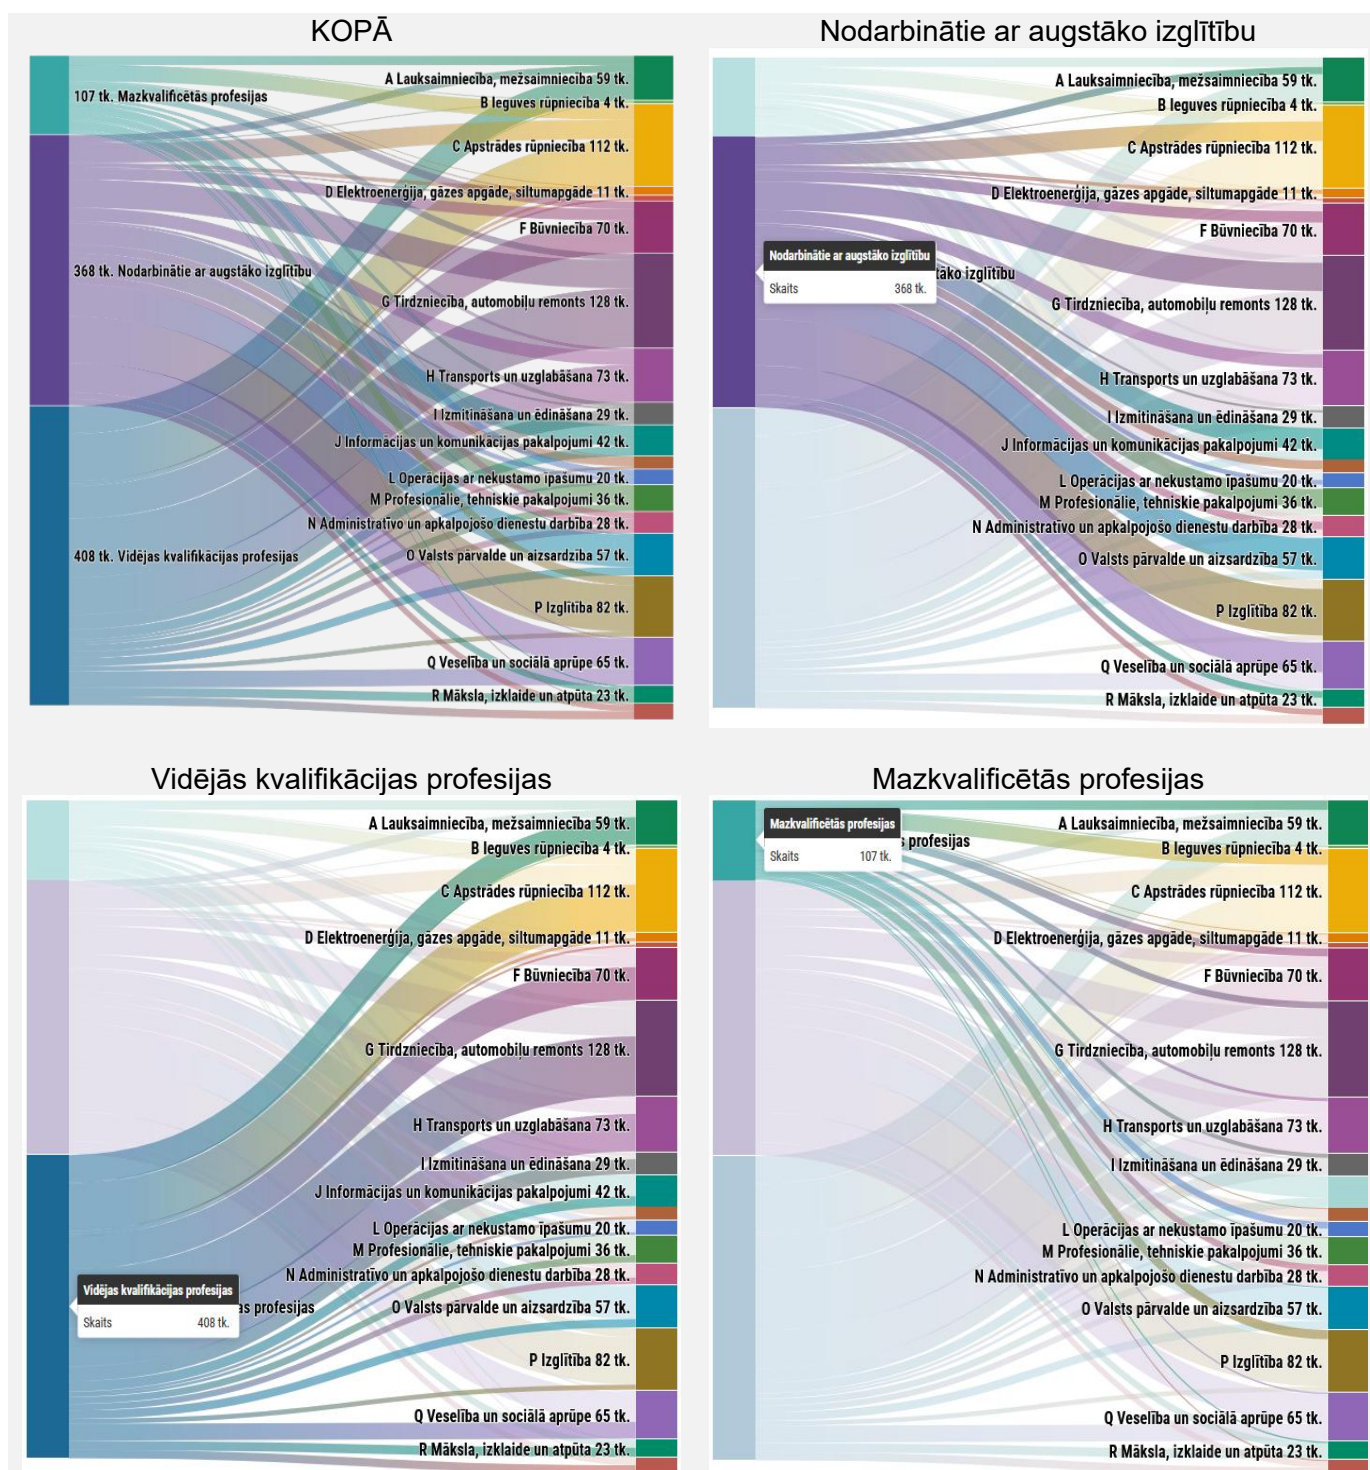 KOPĀ
A Lauksaimniecība, mežsaimniecība 59 tk.
107 tk. Mazkvalificētās profesijas
B Ieguves rūpniecība 4 tk.
C Apstrādes rūpniecība 112 tk.
D Elektroenerģija, gāzes apgāde, siltumapgāde 11 tk.
F Būvniecība 70 tk.
368 tk. Nodarbinātie ar augstāko izglītību
G Tirdzniecība, automobiļu remonts 128 tk.
H Transports un uzglabāšana 73 tk.
I Izmitināšana un ēdināšana 29 tk.
J Informācijas un komunikācijas pakalpojumi 42 tk.
L Operācijas ar nekustamo īpašumu 20 tk.
M Profesionālie, tehniskie pakalpojumi 36 tk.
N Administratīvo un apkalpojošo dienestu darbība 28 tk.
408 tk. Vidējās kvalifikācijas profesijas
O Valsts pārvalde un aizsardzība 57 tk.
P Izglītība 82 tk.
Q Veselība un sociālā aprūpe 65 tk.
R Māksla, izklaide un atpūta 23 tk.
Nodarbinātie ar augstāko izglītību
A Lauksaimniecība, mežsaimniecība 59 tk.
B Ieguves rūpniecība 4 tk.
C Apstrādes rūpniecība 112 tk.
D Elektroenerģija, gāzes apgāde, siltumapgāde 11 tk.
F Būvniecība 70 tk.
Nodarbinātie ar augstāko izglītību
tāko izglītību
Skaits 368 tk.
G Tirdzniecība, automobiļu remonts 128 tk.
H Transports un uzglabāšana 73 tk.
I Izmitināšana un ēdināšana 29 tk.
J Informācijas un komunikācijas pakalpojumi 42 tk.
L Operācijas ar nekustamo īpašumu 20 tk.
M Profesionālie, tehniskie pakalpojumi 36 tk.
N Administratīvo un apkalpojošo dienestu darbība 28 tk.
O Valsts pārvalde un aizsardzība 57 tk.
P Izglītība 82 tk.
Q Veselība un sociālā aprūpe 65 tk.
R Māksla, izklaide un atpūta 23 tk.
Vidējās kvalifikācijas profesijas
A Lauksaimniecība, mežsaimniecība 59 tk.
B Ieguves rūpniecība 4 tk.
C Apstrādes rūpniecība 112 tk.
D Elektroenerģija, gāzes apgāde, siltumapgāde 11 tk.
F Būvniecība 70 tk.
G Tirdzniecība, automobiļu remonts 128 tk.
H Transports un uzglabāšana 73 tk.
I Izmitināšana un ēdināšana 29 tk.
J Informācijas un komunikācijas pakalpojumi 42 tk.
L Operācijas ar nekustamo īpašumu 20 tk.
M Profesionālie, tehniskie pakalpojumi 36 tk.
N Administratīvo un apkalpojošo dienestu darbība 28 tk.
Vidējas kvalifikācijas profesijas
as profesijas
Skaits 408 tk.
O Valsts pārvalde un aizsardzība 57 tk.
P Izglītība 82 tk.
Q Veselība un sociālā aprūpe 65 tk.
R Māksla, izklaide un atpūta 23 tk.
Mazkvalificētās profesijas
Mazkvalificētās profesijas
s profesijas
Skaits 107 tk.
A Lauksaimniecība, mežsaimniecība 59 tk.
B Ieguves rūpniecība 4 tk.
C Apstrādes rūpniecība 112 tk.
D Elektroenerģija, gāzes apgāde, siltumapgāde 11 tk.
F Būvniecība 70 tk.
G Tirdzniecība, automobiļu remonts 128 tk.
H Transports un uzglabāšana 73 tk.
I Izmitināšana un ēdināšana 29 tk.
L Operācijas ar nekustamo īpašumu 20 tk.
M Profesionālie, tehniskie pakalpojumi 36 tk.
N Administratīvo un apkalpojošo dienestu darbība 28 tk.
O Valsts pārvalde un aizsardzība 57 tk.
P Izglītība 82 tk.
Q Veselība un sociālā aprūpe 65 tk.
R Māksla, izklaide un atpūta 23 tk.